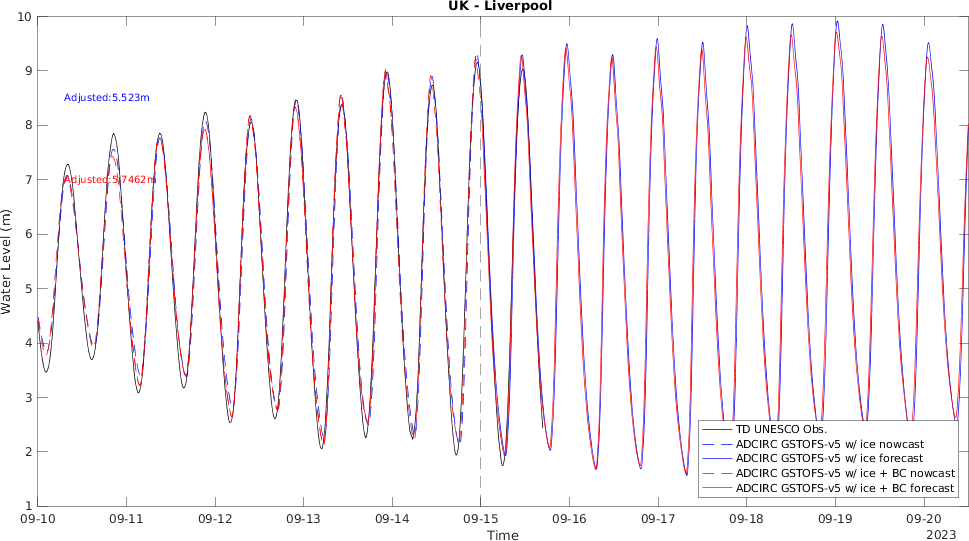 UK - Liverpool
Water Level (m)
10
9
8
7
6
5
4
3
2
1
Adjusted:5.523m
Adjusted:5.7462m
TD UNESCO Obs.
ADCIRC GSTOFS-v5 w/ ice nowcast
ADCIRC GSTOFS-v5 w/ ice forecast
ADCIRC GSTOFS-v5 w/ ice + BC nowcast
ADCIRC GSTOFS-v5 w/ ice + BC forecast
09-10 09-11 09-12 09-13 09-14 09-15 09-16 09-17 09-18 09-19 09-20
Time
2023